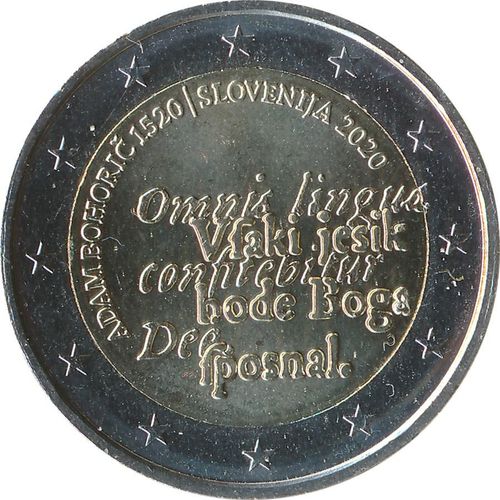 ADAM BOHORIČ 1520 | SLOVENIJA 2020
Omnis lingua
Vſaki jesik
confitebitur
bode Boga
Deo
ſposnal.